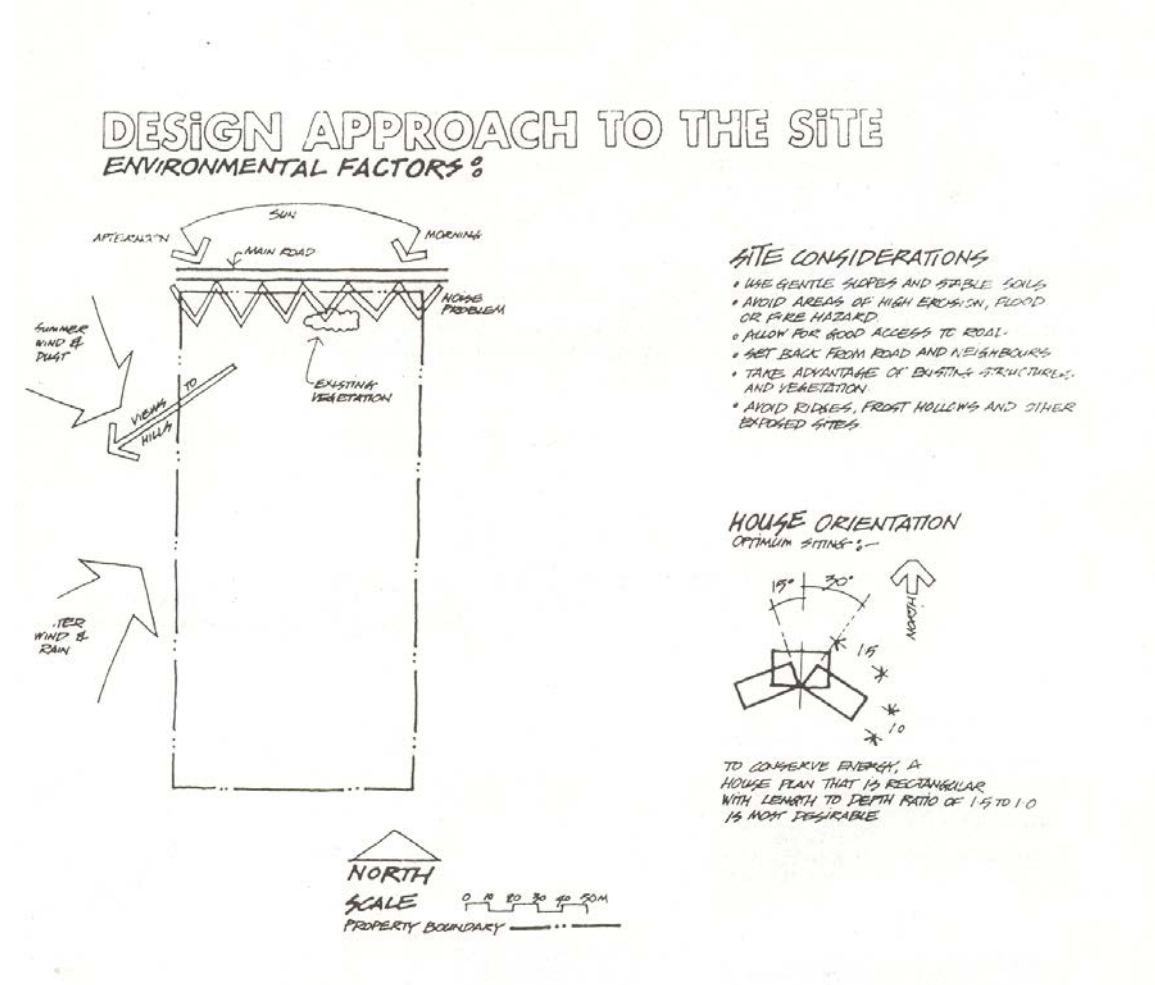 DESiGN APPROACH TO THE SiTE
ENVIRONMENTAL FACTORS :
SUN
AFTERNOON
MORNING
MAIN ROAD
NOISE
PROBLEM
SUMMER
WIND &
DUST
VIEWS TO
HILLS
EXISTING
VEGETATION
.TER
WIND &
RAIN
NORTH
SCALE 0 10 20 30 40 50M
PROPERTY BOUNDARY
SITE CONSIDERATIONS
• USE GENTLE SLOPES AND STABLE SOILS
• AVOID AREAS OF HIGH EROSION, FLOOD
OR FIRE HAZARD
• ALLOW FOR GOOD ACCESS TO ROAD.
• SET BACK FROM ROAD AND NEIGHBOURS
• TAKE ADVANTAGE OF EXISTING STRUCTURES
AND VEGETATION
• AVOID RIDGES, FROST HOLLOWS AND OTHER
EXPOSED SITES.
HOUSE ORIENTATION
OPTIMUM SITING :—
15° 30°
NORTH
1·5
1·0
TO CONSERVE ENERGY, A
HOUSE PLAN THAT IS RECTANGULAR
WITH LENGTH TO DEPTH RATIO OF 1·5 TO 1·0
IS MOST DESIRABLE